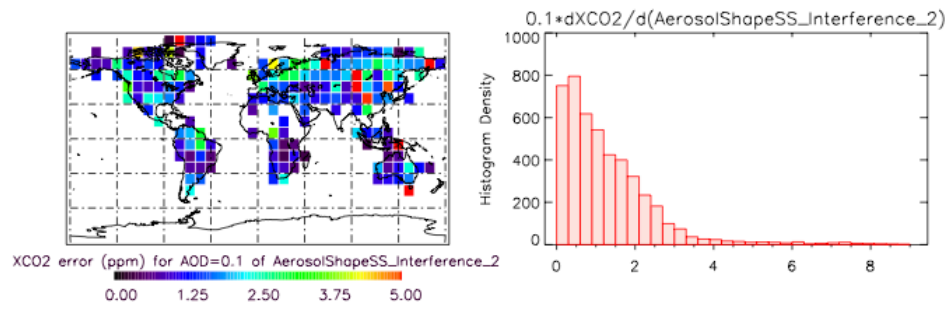 0.1*dXCO2/d(AerosolShapeSS_Interference_2)
1000
800
600
400
200
0
Histogram Density
0 2 4 6 8
XCO2 error (ppm) for AOD=0.1 of AerosolShapeSS_Interference_2
0.00 1.25 2.50 3.75 5.00